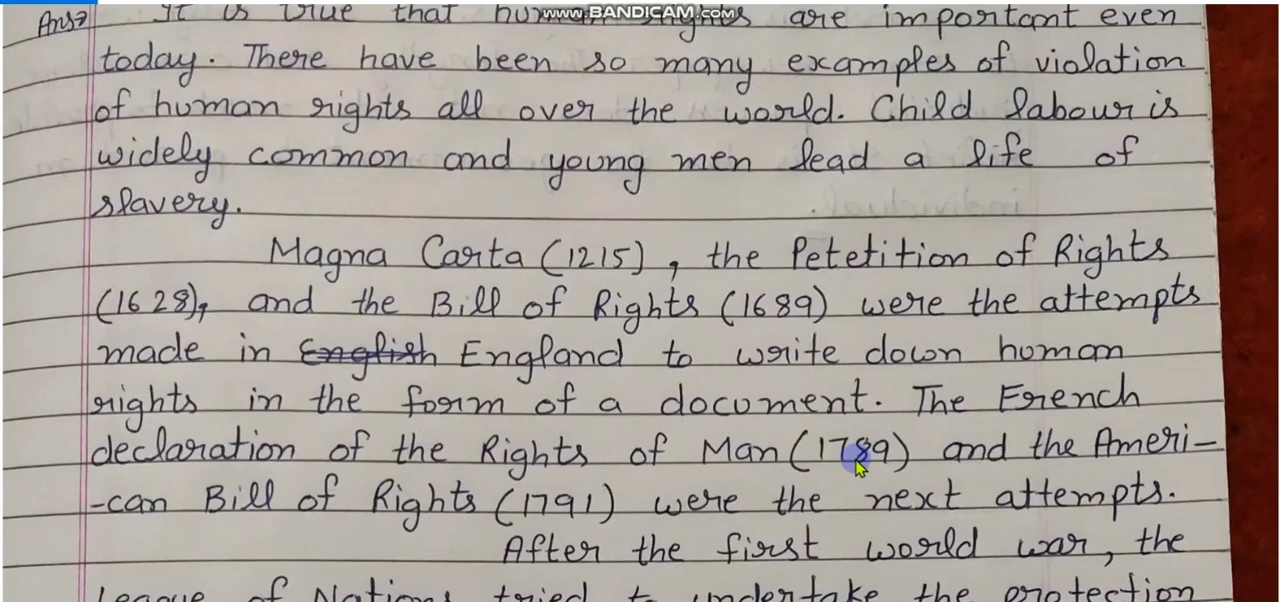 Ans7 It is true that human rights are important even
www.BANDICAM.com
today. There have been so many examples of violation
of human rights all over the world. Child labour is
widely common and young men lead a life of
slavery.
Magna Carta (1215), the Petetition of Rights
(1628), and the Bill of Rights (1689) were the attempts
made in English England to write down human
rights in the form of a document. The French
declaration of the Rights of Man (1789) and the Ameri-
-can Bill of Rights (1791) were the next attempts.
After the first world war, the
League of Nations tried to undertake the protection